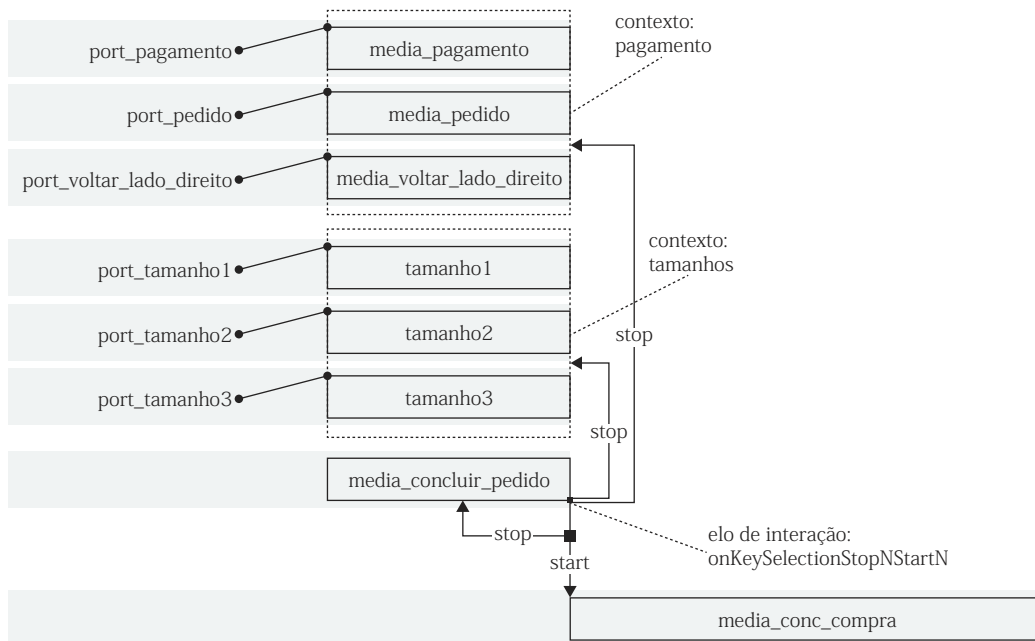 contexto:
pagamento
port_pagamento
media_pagamento
port_pedido
media_pedido
port_voltar_lado_direito
media_voltar_lado_direito
contexto:
tamanhos
port_tamanho1
tamanho1
port_tamanho2
tamanho2
stop
port_tamanho3
tamanho3
stop
media_concluir_pedido
stop
elo de interação:
onKeySelectionStopNStartN
start
media_conc_compra